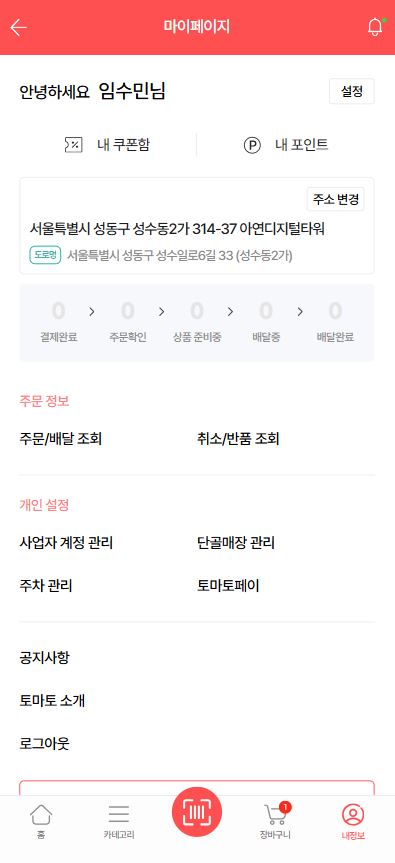 마이페이지
안녕하세요 임수민님
설정
내 쿠폰함
P 내 포인트
주소 변경
서울특별시 성동구 성수동2가 314-37 아연디지털타워
도로명 서울특별시 성동구 성수일로6길 33 (성수동2가)
0 > 0 > 0 > 0 > 0
결제완료 주문확인 상품 준비중 배달중 배달완료
주문 정보
주문/배달 조회 취소/반품 조회
개인 설정
사업자 계정 관리 단골매장 관리
주차 관리 토마토페이
공지사항
토마토 소개
로그아웃
1
홈 카테고리 장바구니 내정보